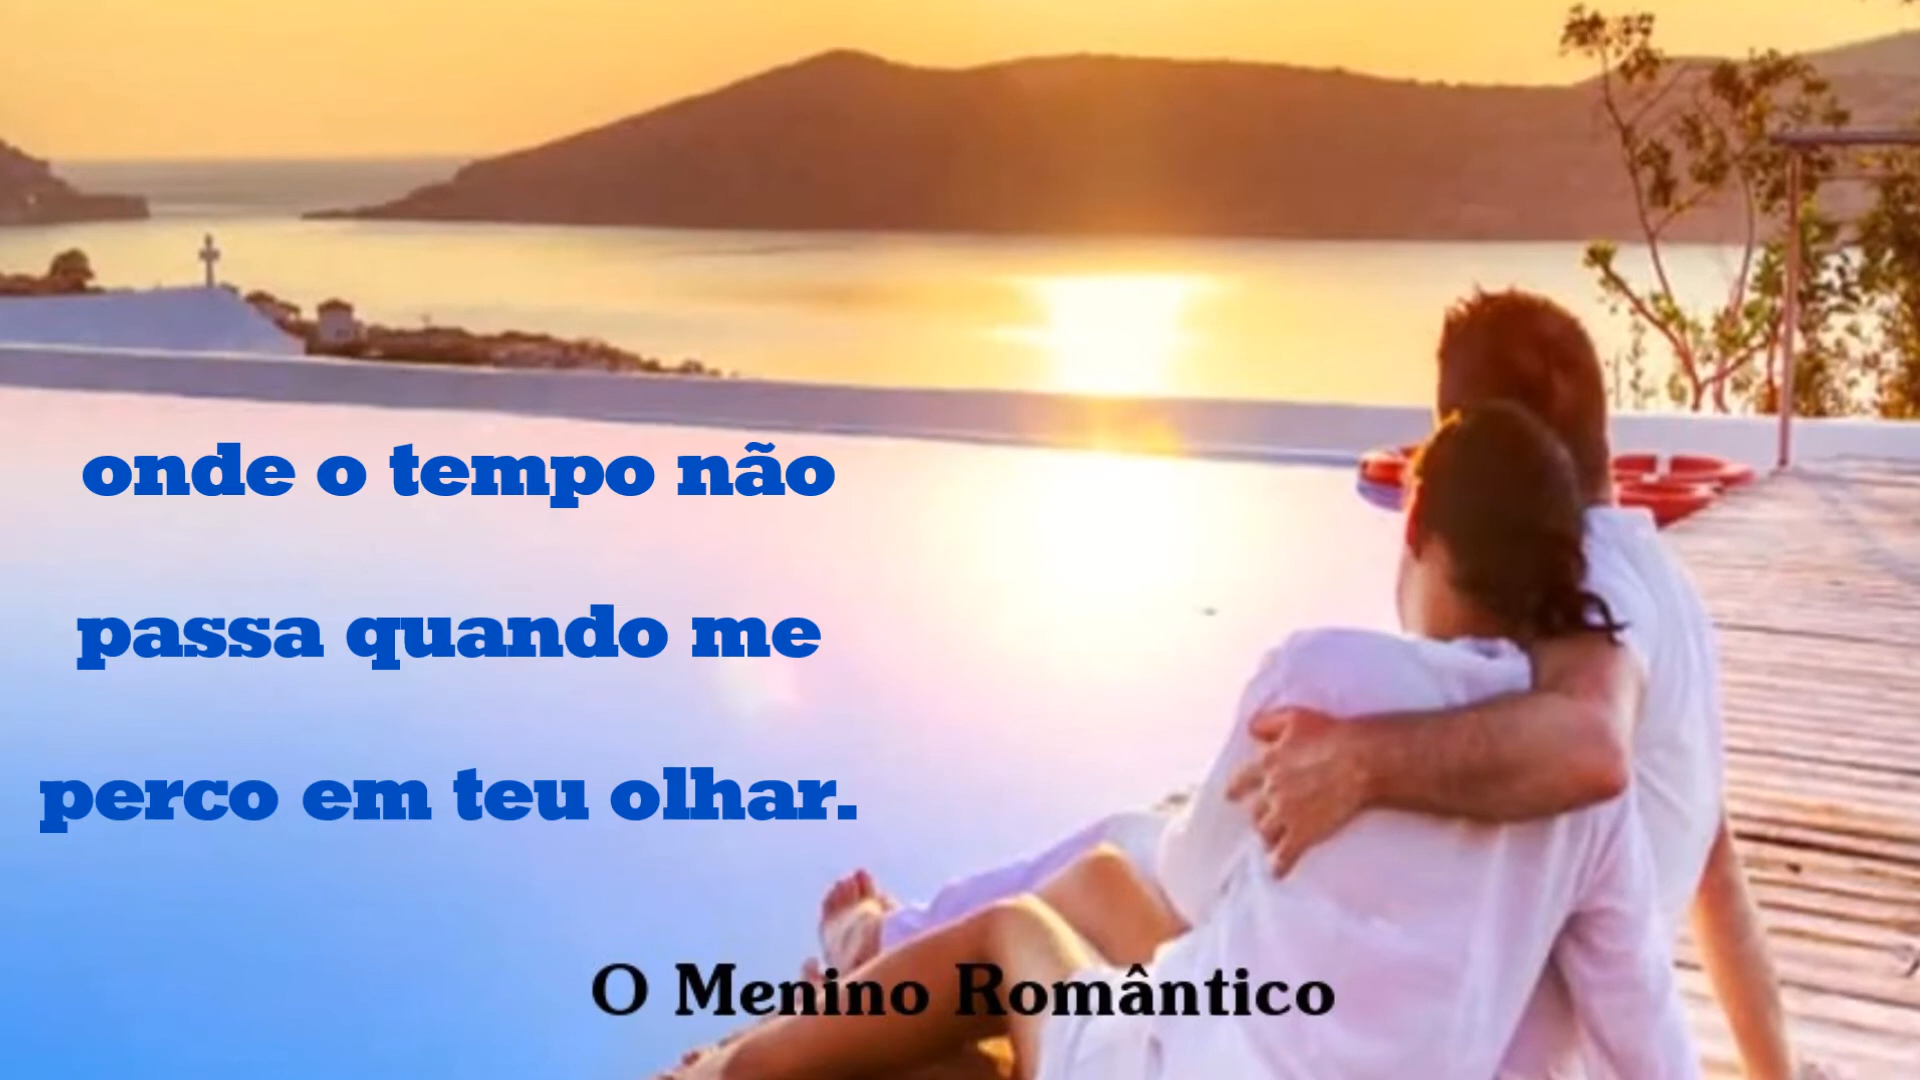 onde o tempo não
passa quando me
perco em teu olhar.
O Menino Romântico